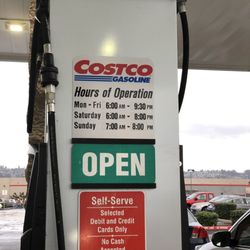 COSTCO
GASOLINE
Hours of Operation
Mon - Fri 6:00 AM - 9:30 PM
Saturday 6:00 AM - 8:00 PM
Sunday 7:00 AM - 8:00 PM
OPEN
Self-Serve
Selected
Debit and Credit
Cards Only
No Cash
Accepted